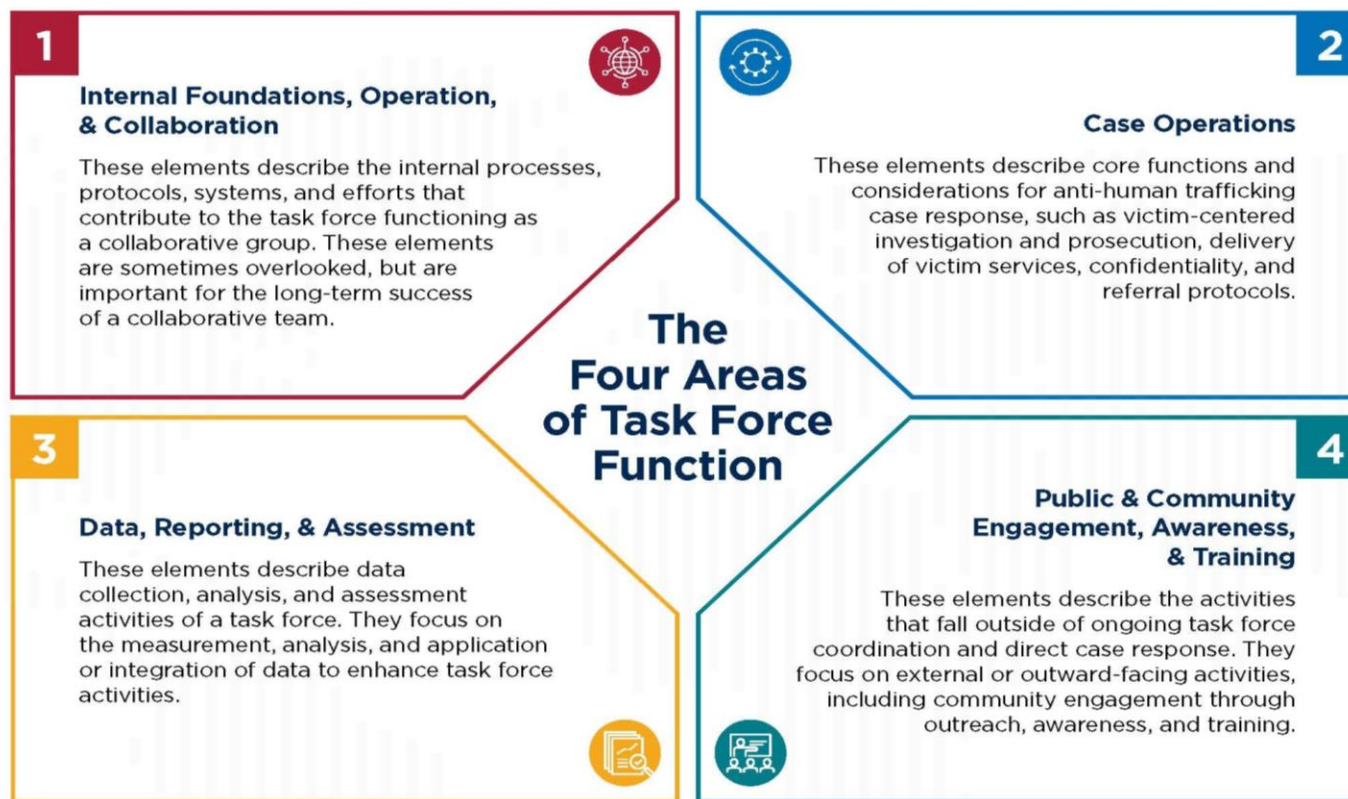 1
Internal Foundations, Operation,
& Collaboration
These elements describe the internal processes,
protocols, systems, and efforts that
contribute to the task force functioning as
a collaborative group. These elements
are sometimes overlooked, but are
important for the long-term success
of a collaborative team.
2
Case Operations
These elements describe core functions and
considerations for anti-human trafficking
case response, such as victim-centered
investigation and prosecution, delivery
of victim services, confidentiality, and
referral protocols.
The
Four Areas
of Task Force
Function
3
Data, Reporting, & Assessment
These elements describe data
collection, analysis, and assessment
activities of a task force. They focus on
the measurement, analysis, and application
or integration of data to enhance task force
activities.
4
Public & Community
Engagement, Awareness,
& Training
These elements describe the activities
that fall outside of ongoing task force
coordination and direct case response. They
focus on external or outward-facing activities,
including community engagement through
outreach, awareness, and training.